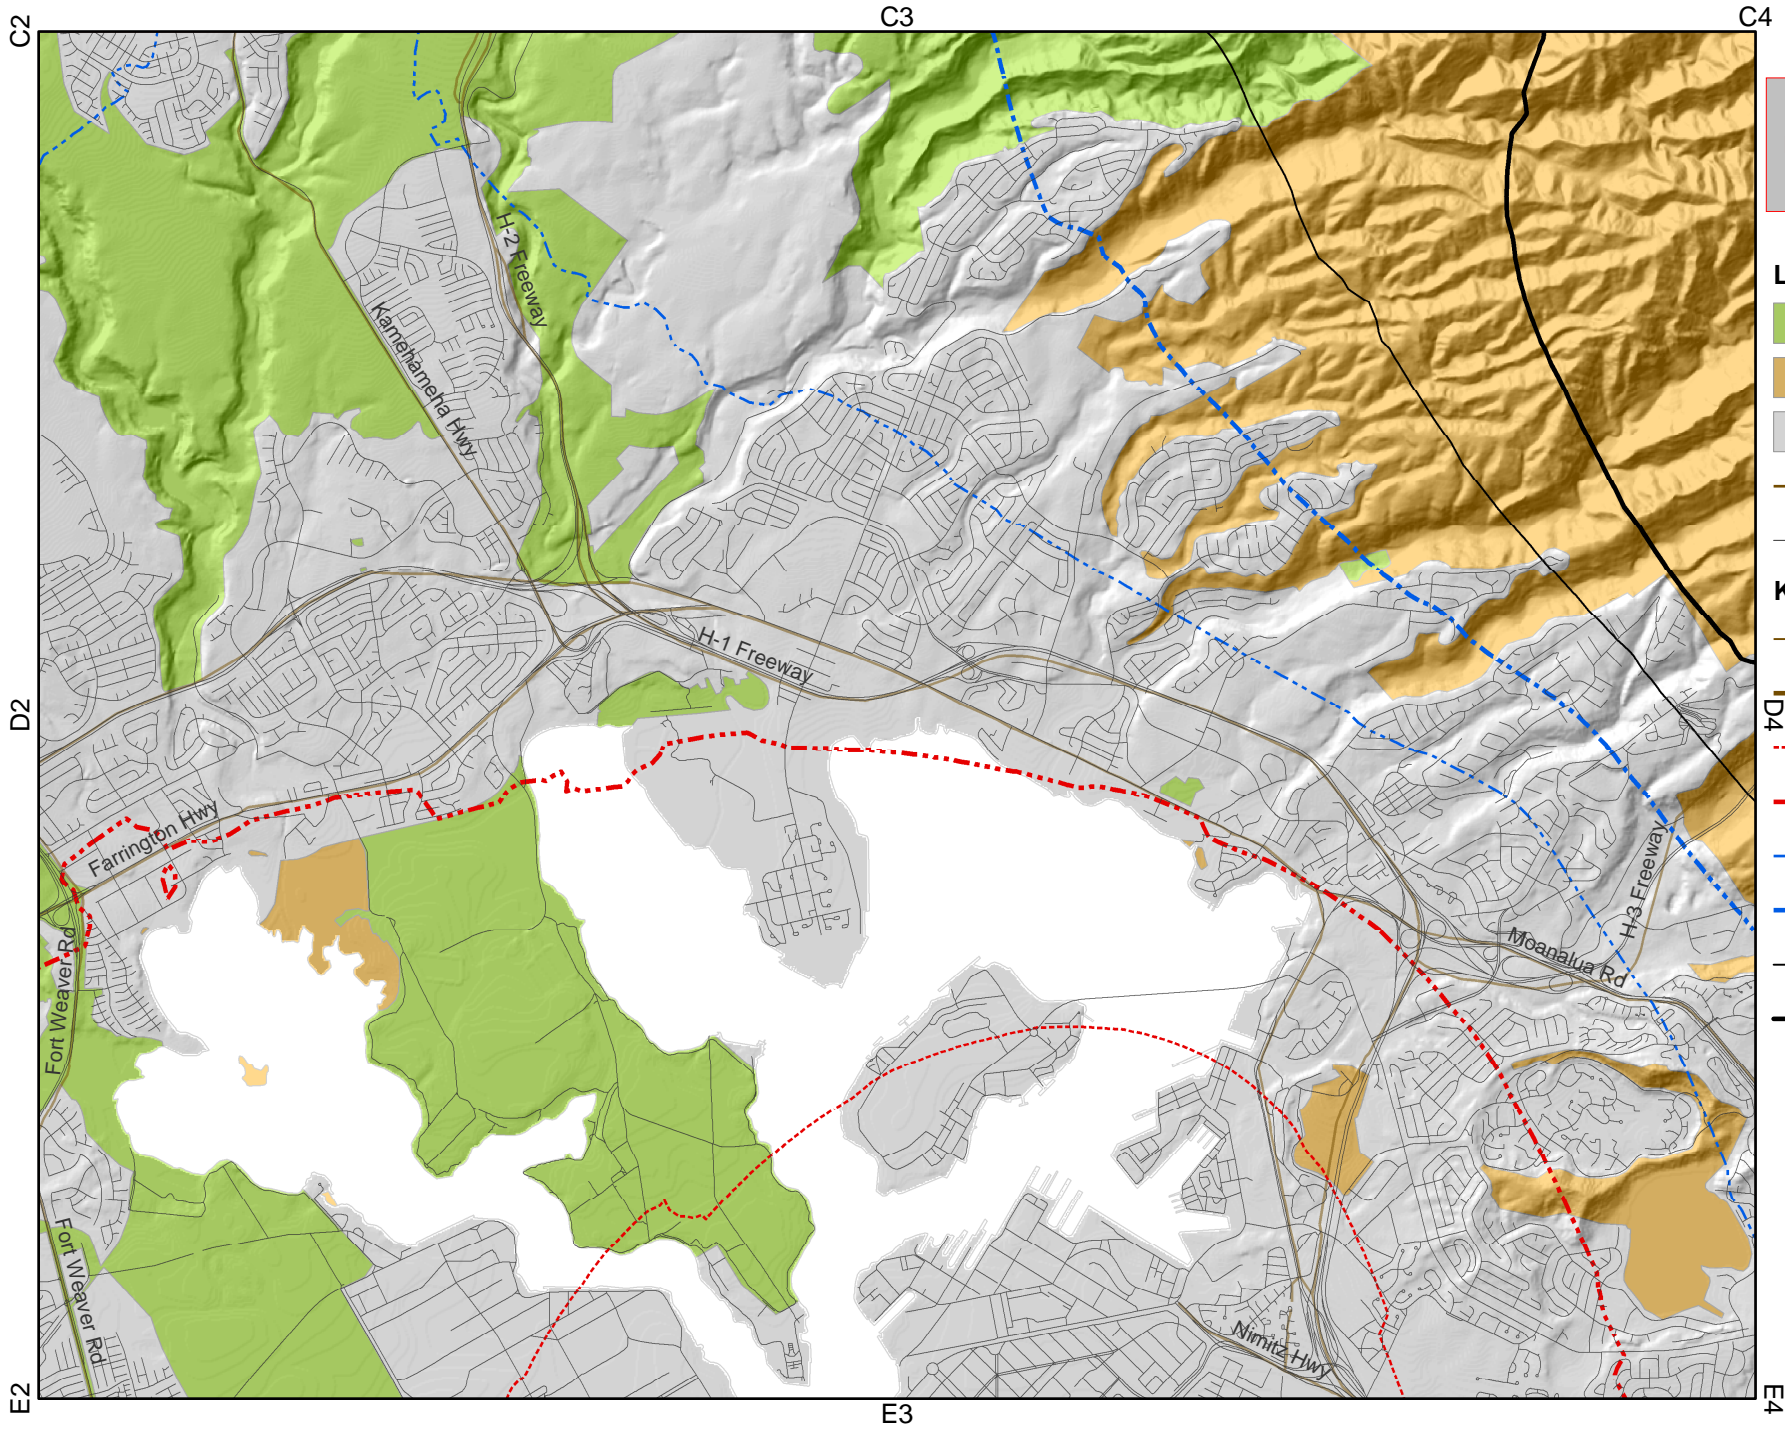 C2
C3
C4
H-2 Freeway
L
Kamehameha Hwy
K
H-1 Freeway
D2
D4
Farrington Hwy
H-3 Freeway
Moanalua Rd
Fort Weaver Rd
Fort Weaver Rd
Nimitz Hwy
E2
E3
E4